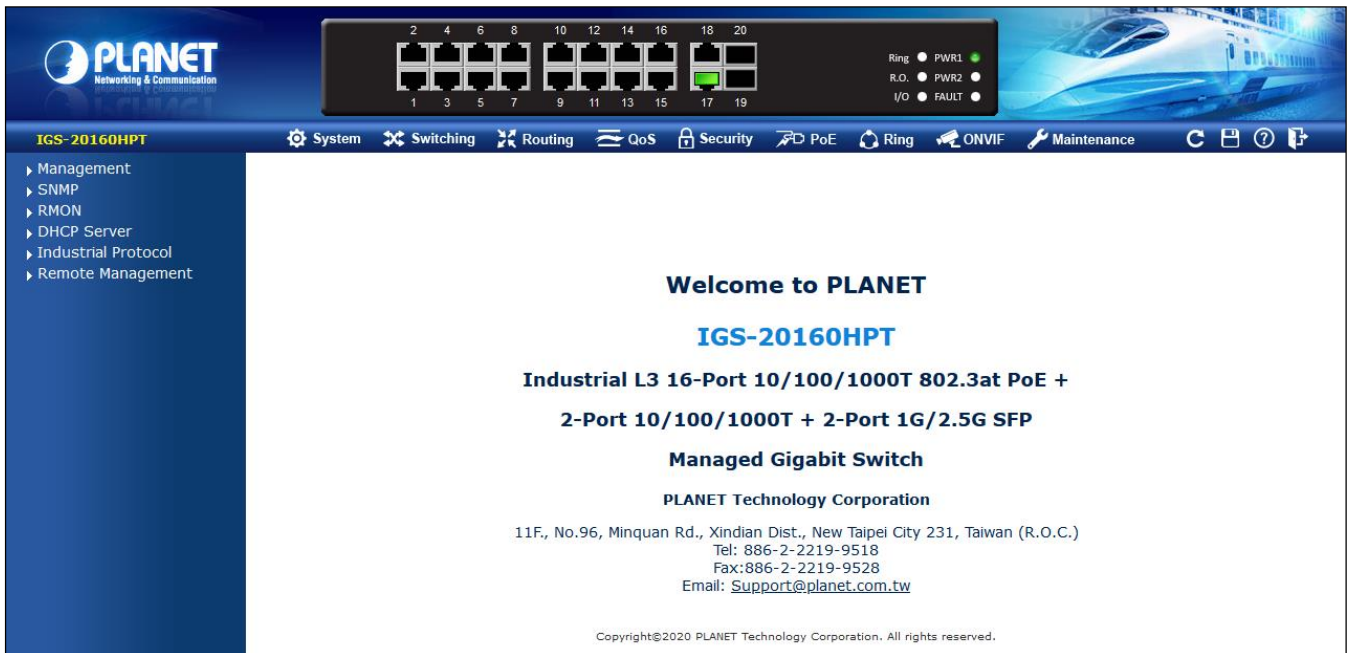 PLANET
Networking & Communication
2 4 6 8 10 12 14 16 18 20
1 3 5 7 9 11 13 15 17 19
Ring PWR1
R.O. PWR2
I/O FAULT
IGS-20160HPT
System Switching Routing QoS Security PoE Ring ONVIF Maintenance
Management
SNMP
RMON
DHCP Server
Industrial Protocol
Remote Management
Welcome to PLANET
IGS-20160HPT
Industrial L3 16-Port 10/100/1000T 802.3at PoE +
2-Port 10/100/1000T + 2-Port 1G/2.5G SFP
Managed Gigabit Switch
PLANET Technology Corporation
11F., No.96, Minquan Rd., Xindian Dist., New Taipei City 231, Taiwan (R.O.C.)
Tel: 886-2-2219-9518
Fax:886-2-2219-9528
Email: Support@planet.com.tw
Copyright©2020 PLANET Technology Corporation. All rights reserved.